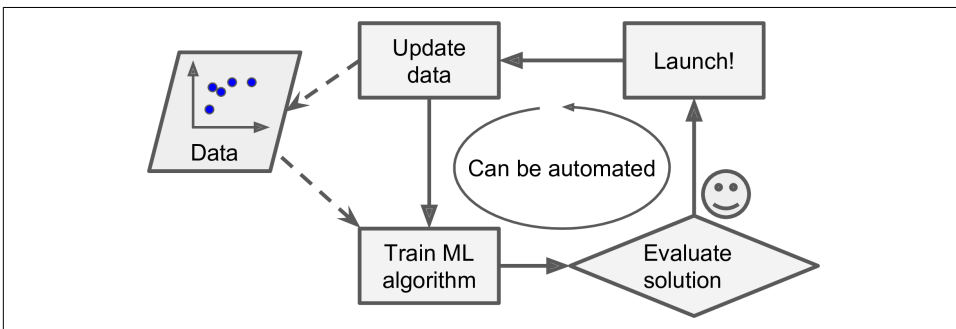 Update
data
Launch!
Data
Can be automated
Train ML
algorithm
Evaluate
solution